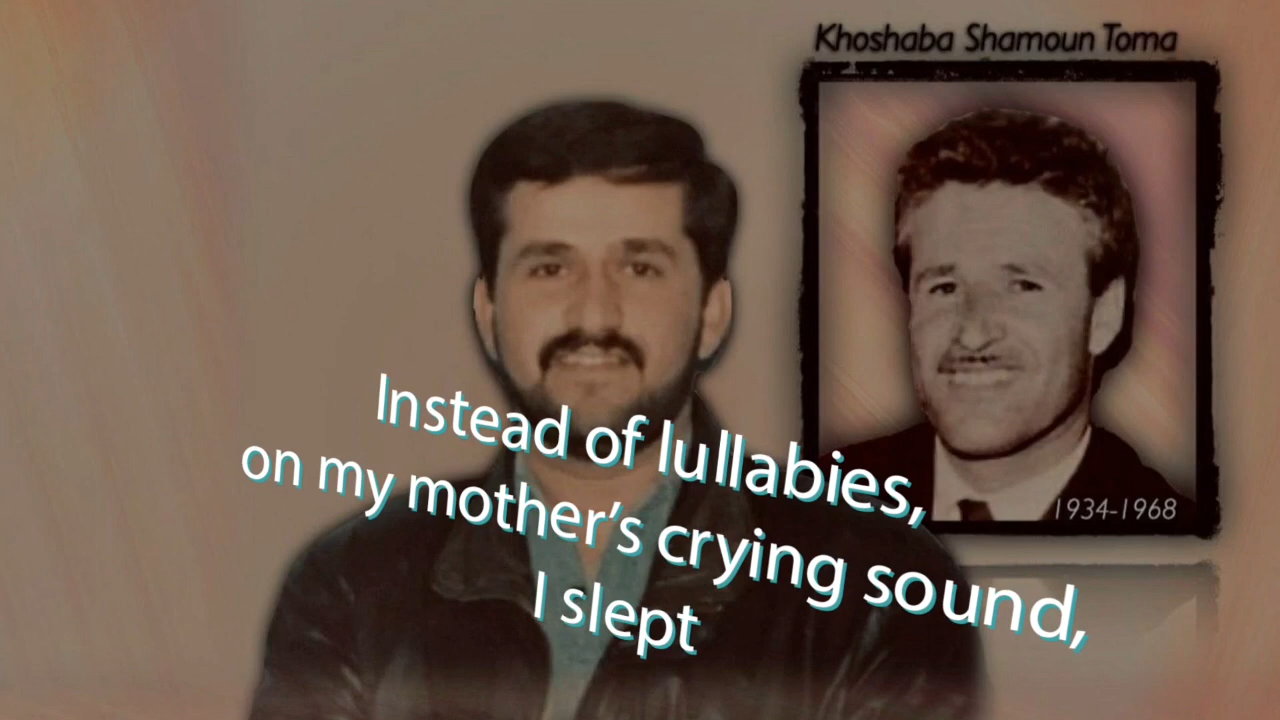 Khoshaba Shamoun Toma
1934-1968
Instead of lullabies,
on my mother's crying sound,
I slept